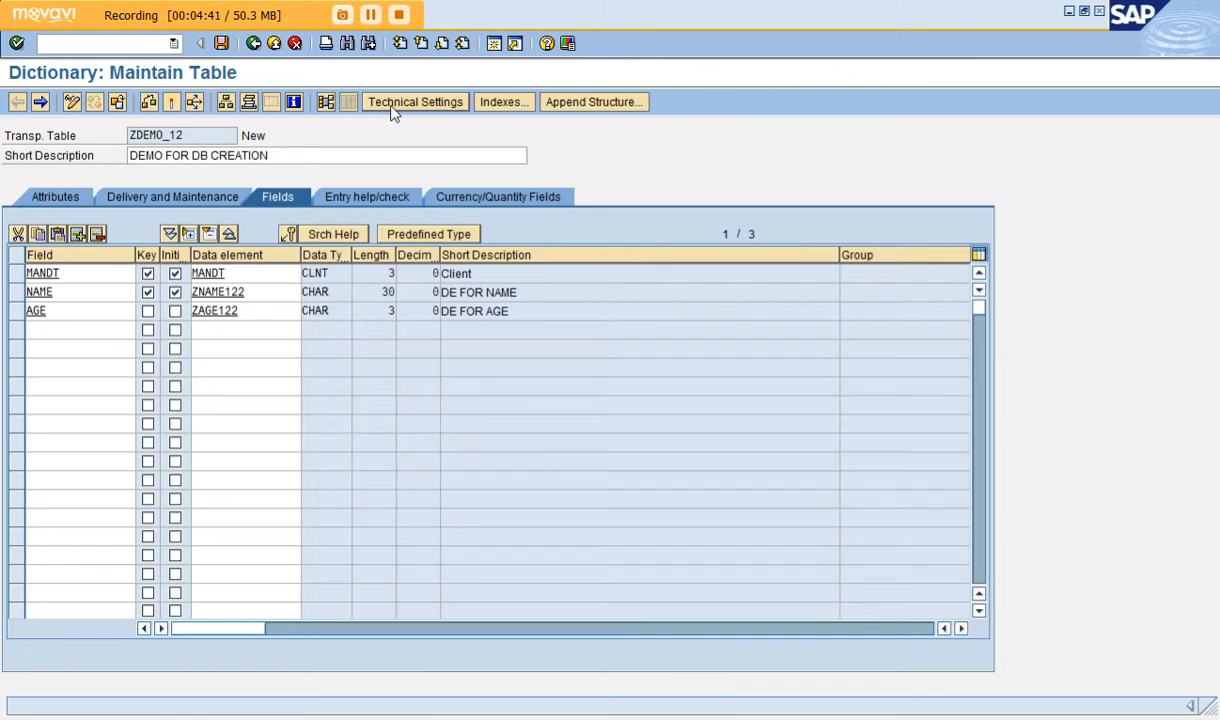 movavi Recording [00:04:41 / 50.3 MB]
SAP
Dictionary: Maintain Table
Technical Settings Indexes... Append Structure...
Transp. Table ZDEMO_12 New
Short Description DEMO FOR DB CREATION
Attributes Delivery and Maintenance Fields Entry help/check Currency/Quantity Fields
Srch Help Predefined Type 1 / 3
Field Key Initi... Data element Data Ty... Length Decim... Short Description Group
MANDT MANDT CLNT 3 0 Client
NAME ZNAME122 CHAR 30 0 DE FOR NAME
AGE ZAGE122 CHAR 3 0 DE FOR AGE